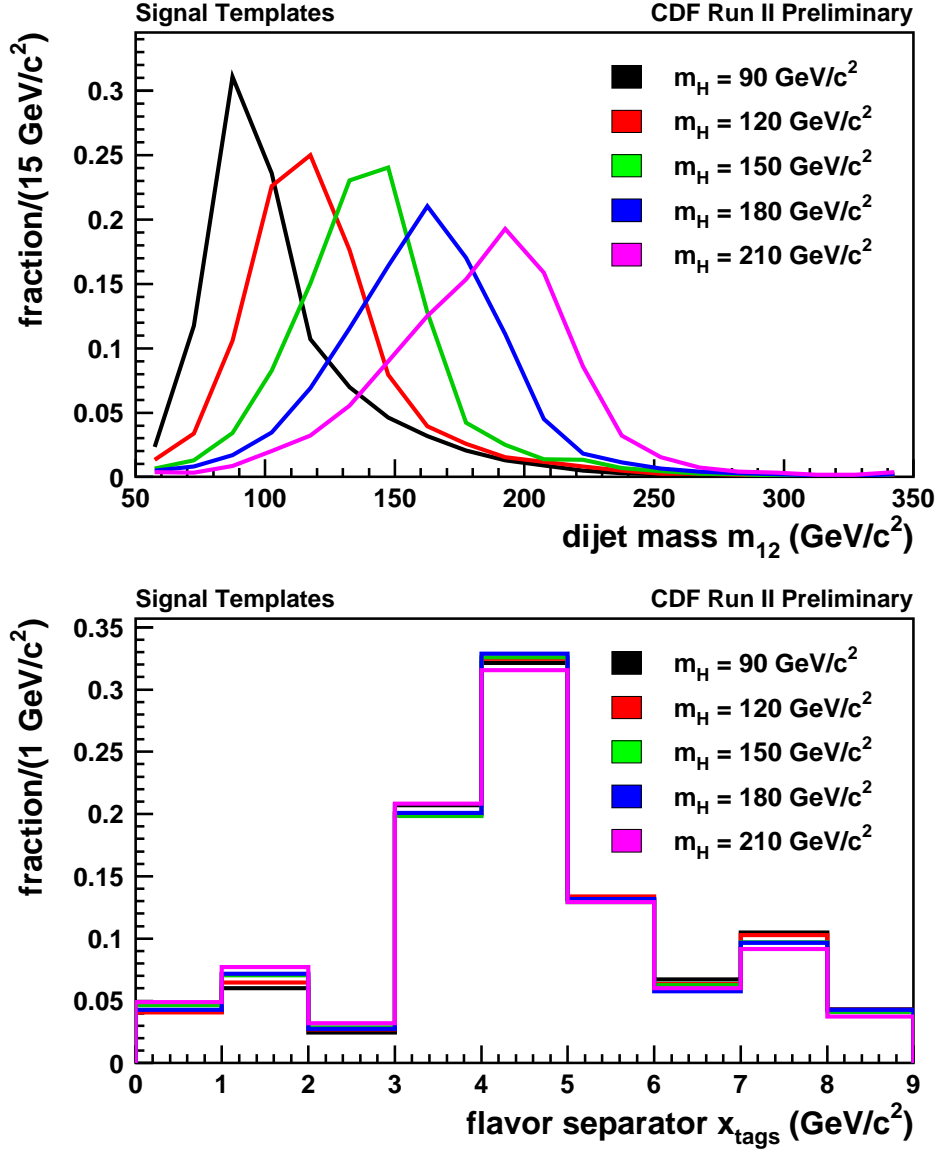 Signal Templates CDF Run II Preliminary
fraction/(15 GeV/c²)
0.3
0.25
0.2
0.15
0.1
0.05
0
m_H = 90 GeV/c²
m_H = 120 GeV/c²
m_H = 150 GeV/c²
m_H = 180 GeV/c²
m_H = 210 GeV/c²
50 100 150 200 250 300 350
dijet mass m_12 (GeV/c²)
Signal Templates CDF Run II Preliminary
fraction/(1 GeV/c²)
0.35
0.3
0.25
0.2
0.15
0.1
0.05
0
m_H = 90 GeV/c²
m_H = 120 GeV/c²
m_H = 150 GeV/c²
m_H = 180 GeV/c²
m_H = 210 GeV/c²
0 1 2 3 4 5 6 7 8 9
flavor separator x_tags (GeV/c²)